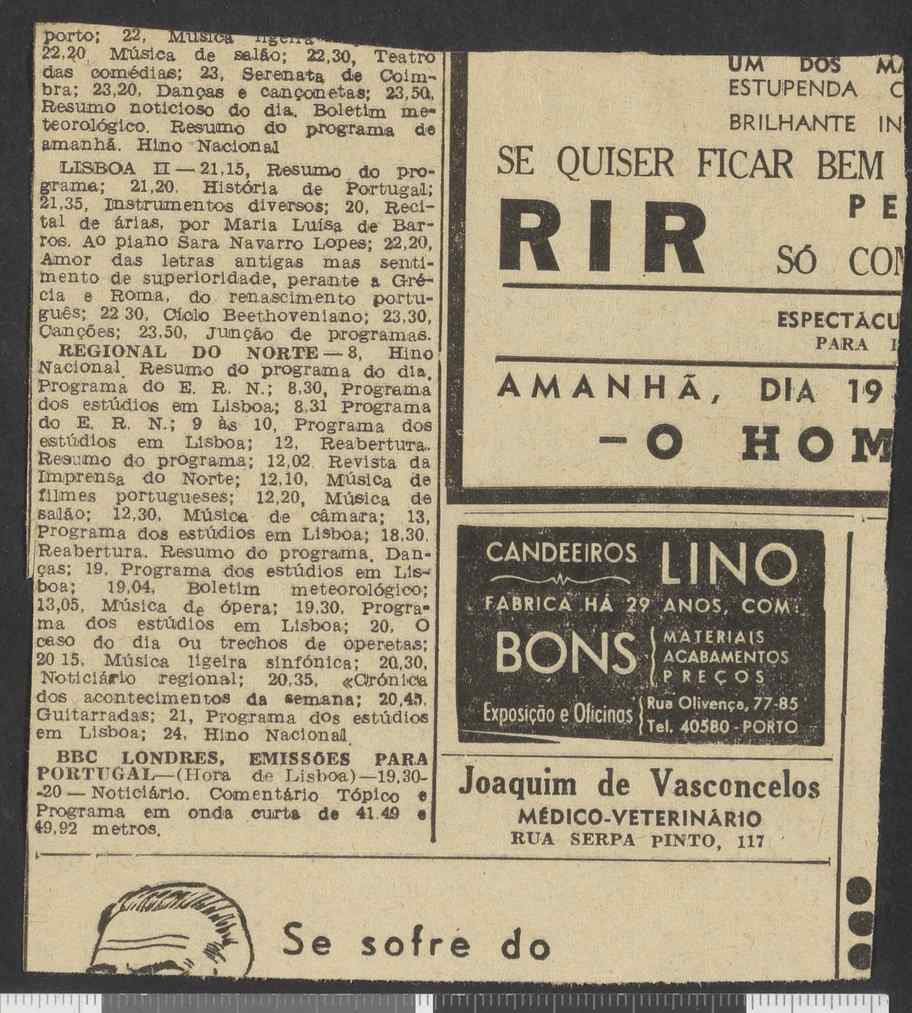 porto; 22, Música ligeira
22,20, Música de salão; 22,30, Teatro
das comédias; 23, Serenata de Coim-
bra; 23,20, Danças e cançonetas; 23,50,
Resumo noticioso do dia. Boletim me-
teorológico. Resumo do programa de
amanhã. Hino Nacional
LISBOA II — 21,15, Resumo do pro-
grama; 21,20. História de Portugal;
21,35, Instrumentos diversos; 20, Reci-
tal de árias, por Maria Luísa de Bar-
ros. Ao piano Sara Navarro Lopes; 22,20,
Amor das letras antigas mas senti-
mento de superioridade, perante a Gré-
cia e Roma, do renascimento portu-
guês; 22 30, Ciclo Beethoveniano; 23,30,
Canções; 23.50, Junção de programas.
REGIONAL DO NORTE — 8, Hino
Nacional. Resumo do programa do dia.
Programa do E. R. N.; 8,30, Programa
dos estúdios em Lisboa; 8.31 Programa
do E. R. N.; 9 às 10, Programa dos
estúdios em Lisboa; 12, Reabertura.
Resumo do programa; 12,02. Revista da
Imprensa do Norte; 12,10, Música de
filmes portugueses; 12,20, Música de
salão; 12,30, Música de câmara; 13,
Programa dos estúdios em Lisboa; 18,30.
Reabertura. Resumo do programa. Dan-
ças; 19, Programa dos estúdios em Lis-
boa; 19,04, Boletim meteorológico;
13,05, Música de ópera; 19,30, Progra-
ma dos estúdios em Lisboa; 20, O
caso do dia ou trechos de operetas;
20 15, Música ligeira sinfónica; 20,30,
Noticiário regional; 20,35, «Crónica
dos acontecimentos da semana; 20,45,
Guitarradas; 21, Programa dos estúdios
em Lisboa; 24, Hino Nacional.
BBC LONDRES, EMISSÕES PARA
PORTUGAL—(Hora de Lisboa)—19,30-
-20 — Noticiário. Comentário Tópico e
Programa em onda curta de 41.49 e
49,92 metros.
UM DOS MA
ESTUPENDA C
BRILHANTE IN
SE QUISER FICAR BEM
PE
RIR
SÓ CON
ESPECTÁCU
PARA
AMANHÃ, DIA 19
— O HOM
CANDEEIROS LINO
FABRICA HÁ 29 ANOS, COM:
BONS
MATERIAIS
ACABAMENTOS
PREÇOS
Exposição e Oficinas
Rua Olivença, 77-85
Tel. 40580 - PORTO
Joaquim de Vasconcelos
MÉDICO-VETERINÁRIO
RUA SERPA PINTO, 117
Se sofre do